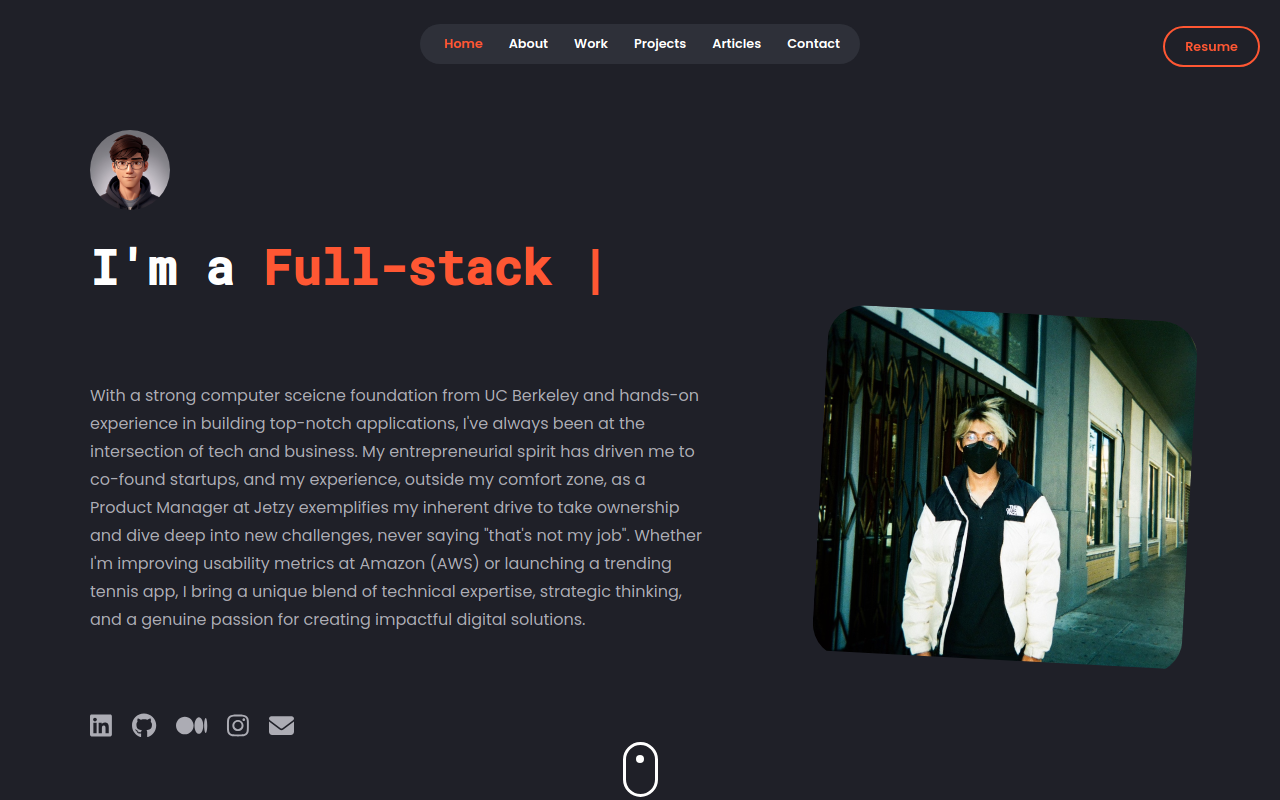 Home About Work Projects Articles Contact
Resume
I'm a Full-stack |
With a strong computer sceicne foundation from UC Berkeley and hands-on
experience in building top-notch applications, I've always been at the
intersection of tech and business. My entrepreneurial spirit has driven me to
co-found startups, and my experience, outside my comfort zone, as a
Product Manager at Jetzy exemplifies my inherent drive to take ownership
and dive deep into new challenges, never saying "that's not my job". Whether
I'm improving usability metrics at Amazon (AWS) or launching a trending
tennis app, I bring a unique blend of technical expertise, strategic thinking,
and a genuine passion for creating impactful digital solutions.